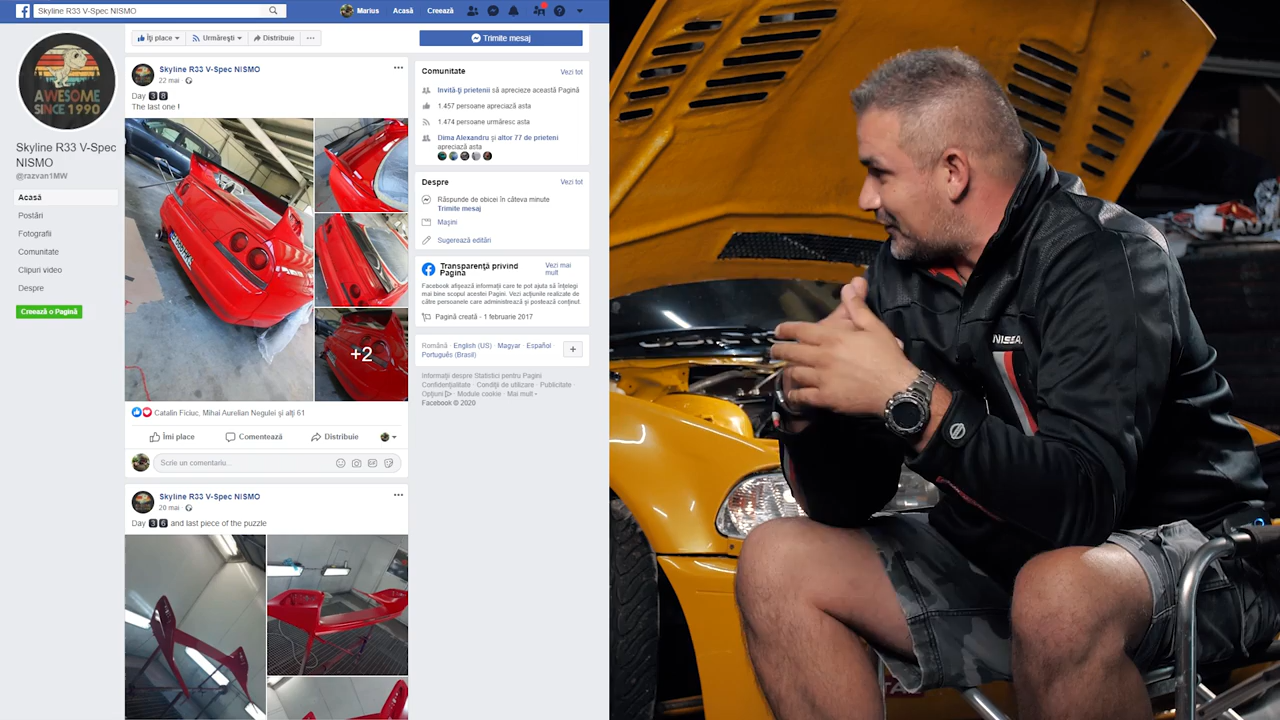 Skyline R33 V-Spec NISMO
Marius
Acasă
Creează
AWESOME
SINCE 1990
Skyline R33 V-Spec
NISMO
@razvan1MW
Acasă
Postări
Fotografii
Comunitate
Clipuri video
Despre
Creează o Pagină
Îți place
Urmărești
Distribuie
Trimite mesaj
Skyline R33 V-Spec NISMO
22 mai
Day 3 6
The last one !
+2
Catalin Ficiuc, Mihai Aurelian Negulei și alți 61
Îmi place
Comentează
Distribuie
Scrie un comentariu...
GIF
Skyline R33 V-Spec NISMO
20 mai
Day 3 6 and last piece of the puzzle
Comunitate
Vezi tot
Invită-ți prietenii să aprecieze această Pagină
1.457 persoane apreciază asta
1.474 persoane urmăresc asta
Dima Alexandru și altor 77 de prieteni
apreciază asta
Despre
Vezi tot
Răspunde de obicei în câteva minute
Trimite mesaj
Mașini
Sugerează editări
Transparență privind
Pagina
Vezi mai
mult
Facebook afișează informații care te pot ajuta să înțelegi
mai bine scopul acestei Pagini. Vezi acțiunile realizate de
către persoanele care administrează și postează conținut.
Pagină creată - 1 februarie 2017
Română · English (US) · Magyar · Español
Português (Brasil)
Informații despre Statistici pentru Pagini
Confidențialitate · Condiții de utilizare · Publicitate ·
Opțiuni · Module cookie · Mai mult
Facebook © 2020
NISSAN